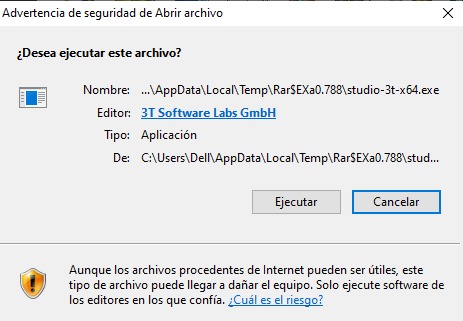 Advertencia de seguridad de Abrir archivo
¿Desea ejecutar este archivo?
Nombre: ...\AppData\Local\Temp\Rar$EXa0.788\studio-3t-x64.exe
Editor: 3T Software Labs GmbH
Tipo: Aplicación
De: C:\Users\Dell\AppData\Local\Temp\Rar$EXa0.788\stud...
Ejecutar Cancelar
Aunque los archivos procedentes de Internet pueden ser útiles, este
tipo de archivo puede llegar a dañar el equipo. Solo ejecute software de
los editores en los que confía. ¿Cuál es el riesgo?